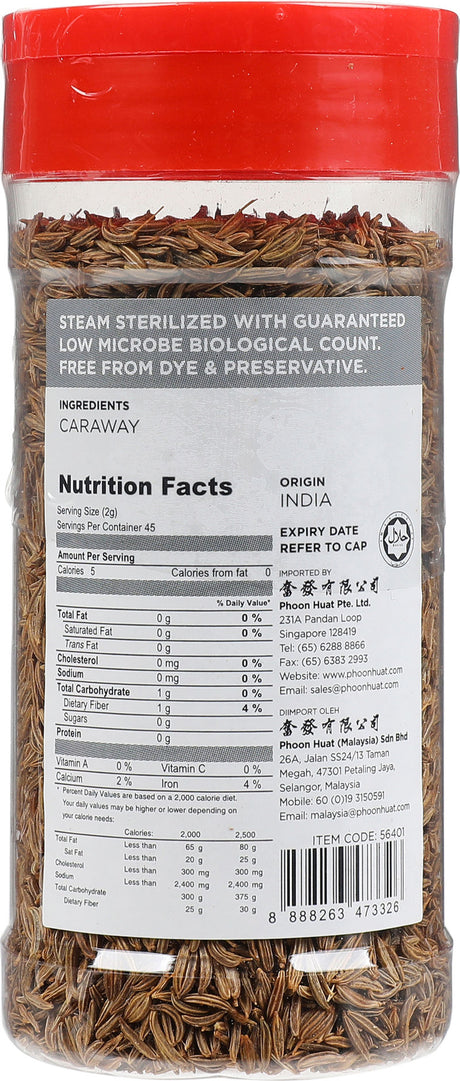 STEAM STERILIZED WITH GUARANTEED
LOW MICROBE BIOLOGICAL COUNT.
FREE FROM DYE & PRESERVATIVE.
INGREDIENTS
CARAWAY
Nutrition Facts
Serving Size (2g)
Servings Per Container 45
Amount Per Serving
Calories 5 Calories from fat 0
% Daily Value*
Total Fat 0 g 0 %
Saturated Fat 0 g 0 %
Trans Fat 0 g
Cholesterol 0 mg 0 %
Sodium 0 mg 0 %
Total Carbohydrate 1 g 0 %
Dietary Fiber 1 g 4 %
Sugars 0 g
Protein 0 g
Vitamin A 0 % Vitamin C 0 %
Calcium 2 % Iron 4 %
* Percent Daily Values are based on a 2,000 calorie diet.
Your daily values may be higher or lower depending on
your calorie needs:
Calories: 2,000 2,500
Total Fat Less than 65 g 80 g
Sat Fat Less than 20 g 25 g
Cholesterol Less than 300 mg 300 mg
Sodium Less than 2,400 mg 2,400 mg
Total Carbohydrate 300 g 375 g
Dietary Fiber 25 g 30 g
ORIGIN
INDIA
EXPIRY DATE
REFER TO CAP
حلال
IMPORTED BY
奮發有限公司
Phoon Huat Pte. Ltd.
231A Pandan Loop
Singapore 128419
Tel: (65) 6288 8866
Fax: (65) 6383 2993
Website: www.phoonhuat.com
Email: sales@phoonhuat.com
DIIMPORT OLEH
奮發有限公司
Phoon Huat (Malaysia) Sdn Bhd
26A, Jalan SS24/13 Taman
Megah, 47301 Petaling Jaya,
Selangor, Malaysia
Mobile: 60 (0)19 3150591
Email: malaysia@phoonhuat.com
ITEM CODE: 56401
8 888263 473326